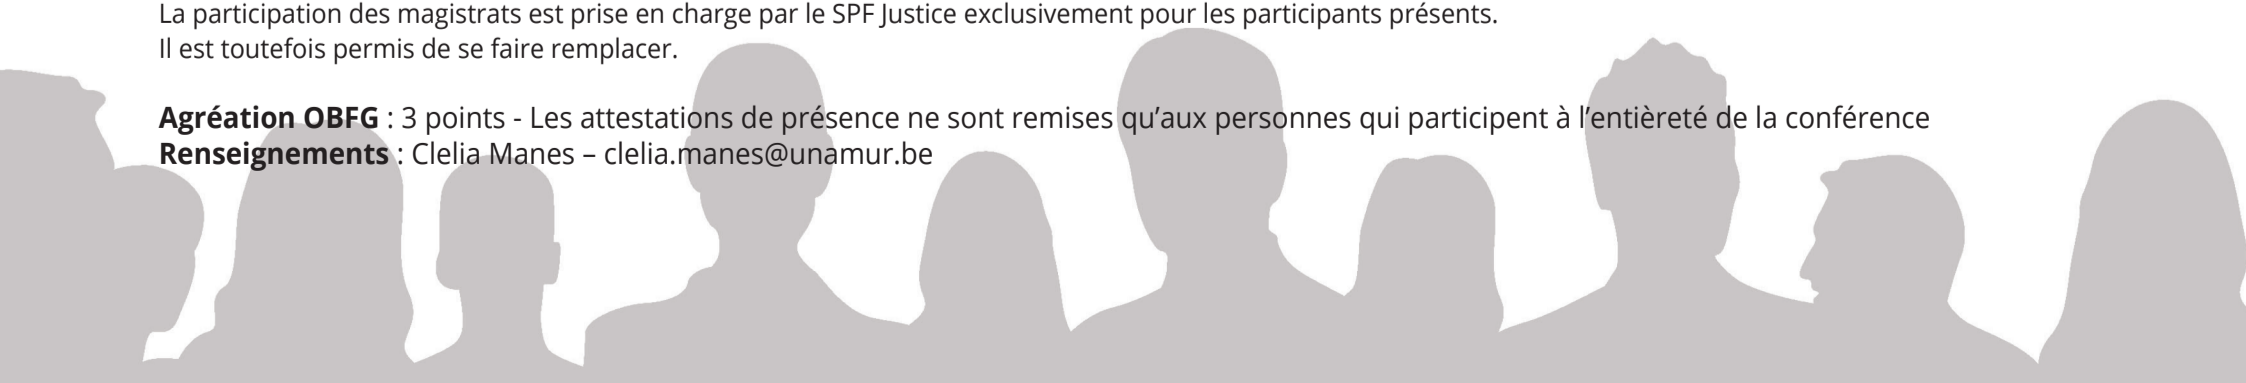 La participation des magistrats est prise en charge par le SPF Justice exclusivement pour les participants présents.
Il est toutefois permis de se faire remplacer.
Agréation OBFG : 3 points - Les attestations de présence ne sont remises qu’aux personnes qui participent à l’entièreté de la conférence
Renseignements : Clelia Manes – clelia.manes@unamur.be